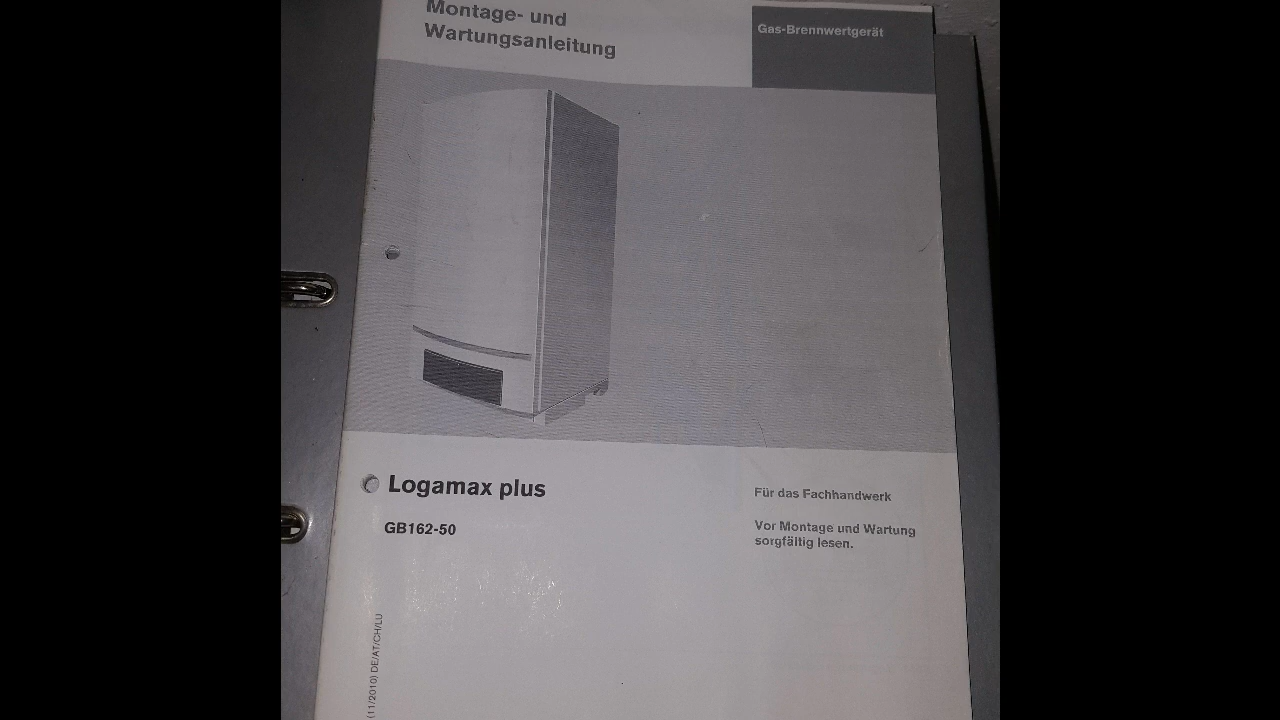 Montage- und
Wartungsanleitung
Gas-Brennwertgerät
Logamax plus
GB162-50
Für das Fachhandwerk
Vor Montage und Wartung
sorgfältig lesen.
(11/2010) DE/AT/CH/LU